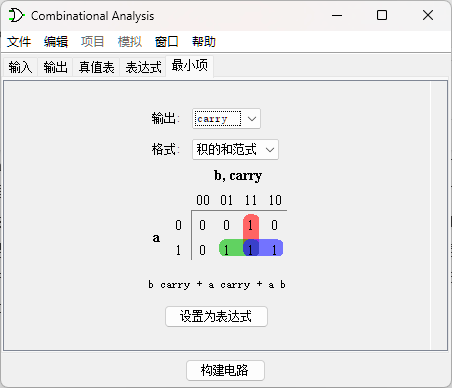 Combinational Analysis
文件 编辑 项目 模拟 窗口 帮助
输入 输出 真值表 表达式 最小项
输出: carry
格式: 积的和范式
b, carry
00 01 11 10
0 0 0 1 0
a
1 0 1 1 1
b carry + a carry + a b
设置为表达式
构建电路